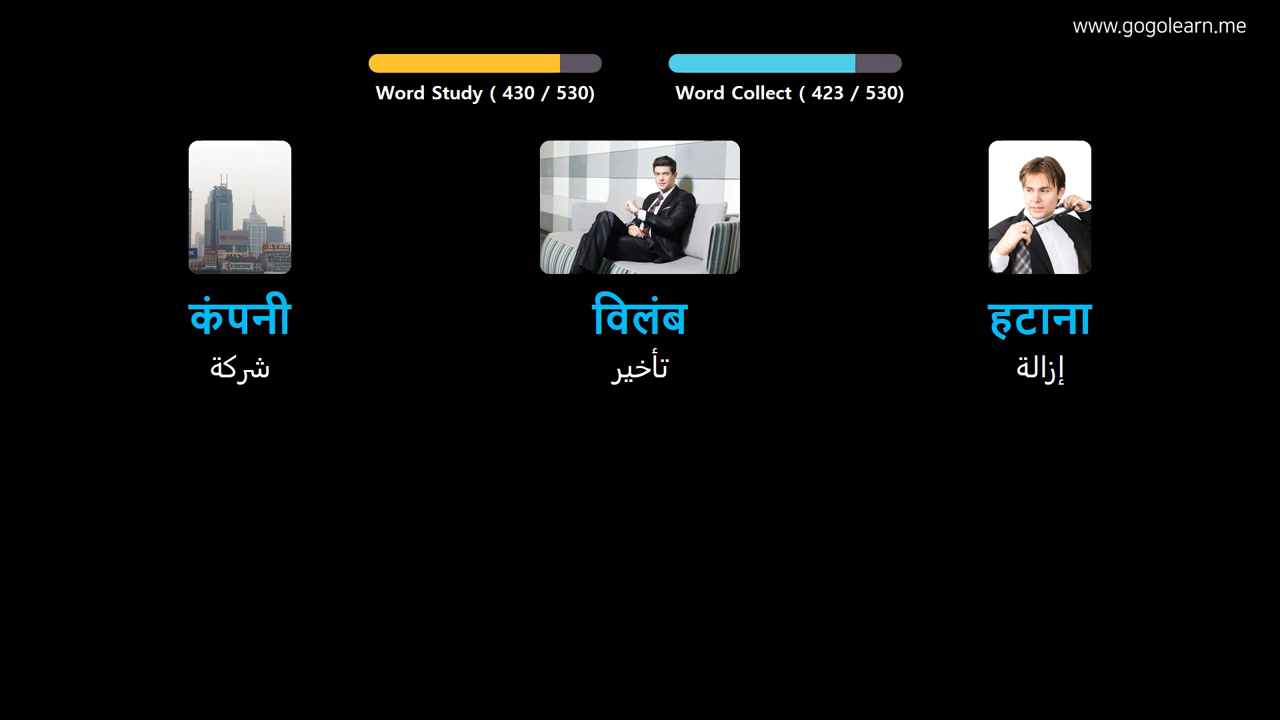 www.gogolearn.me
Word Study ( 430 / 530)
Word Collect ( 423 / 530)
कंपनी
विलंब
हटाना
شركة
تأخير
إزالة